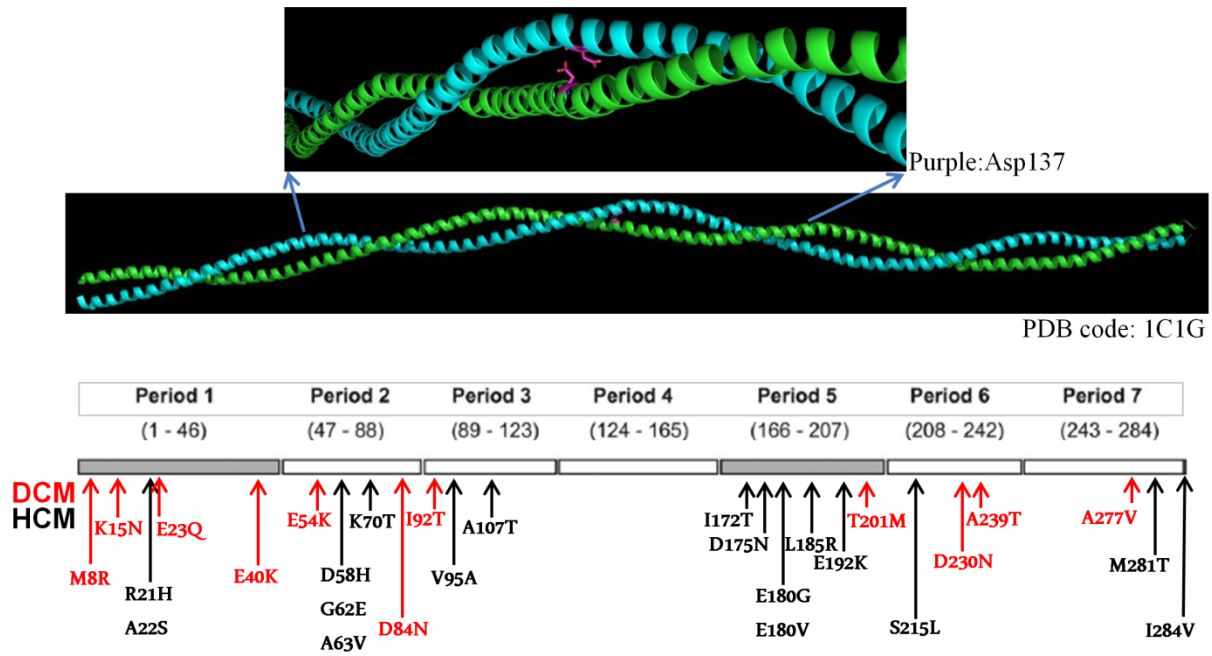 Purple:Asp137
PDB code: 1C1G
Period 1 Period 2 Period 3 Period 4 Period 5 Period 6 Period 7
(1 - 46) (47 - 88) (89 - 123) (124 - 165) (166 - 207) (208 - 242) (243 - 284)
DCM
HCM
K15N E23Q E54K K70T I92T A107T I172T T201M A239T A277V
D175N L185R E192K
M8R E40K D58H V95A D230N M281T
R21H G62E E180G
A22S A63V D84N E180V S215L I284V